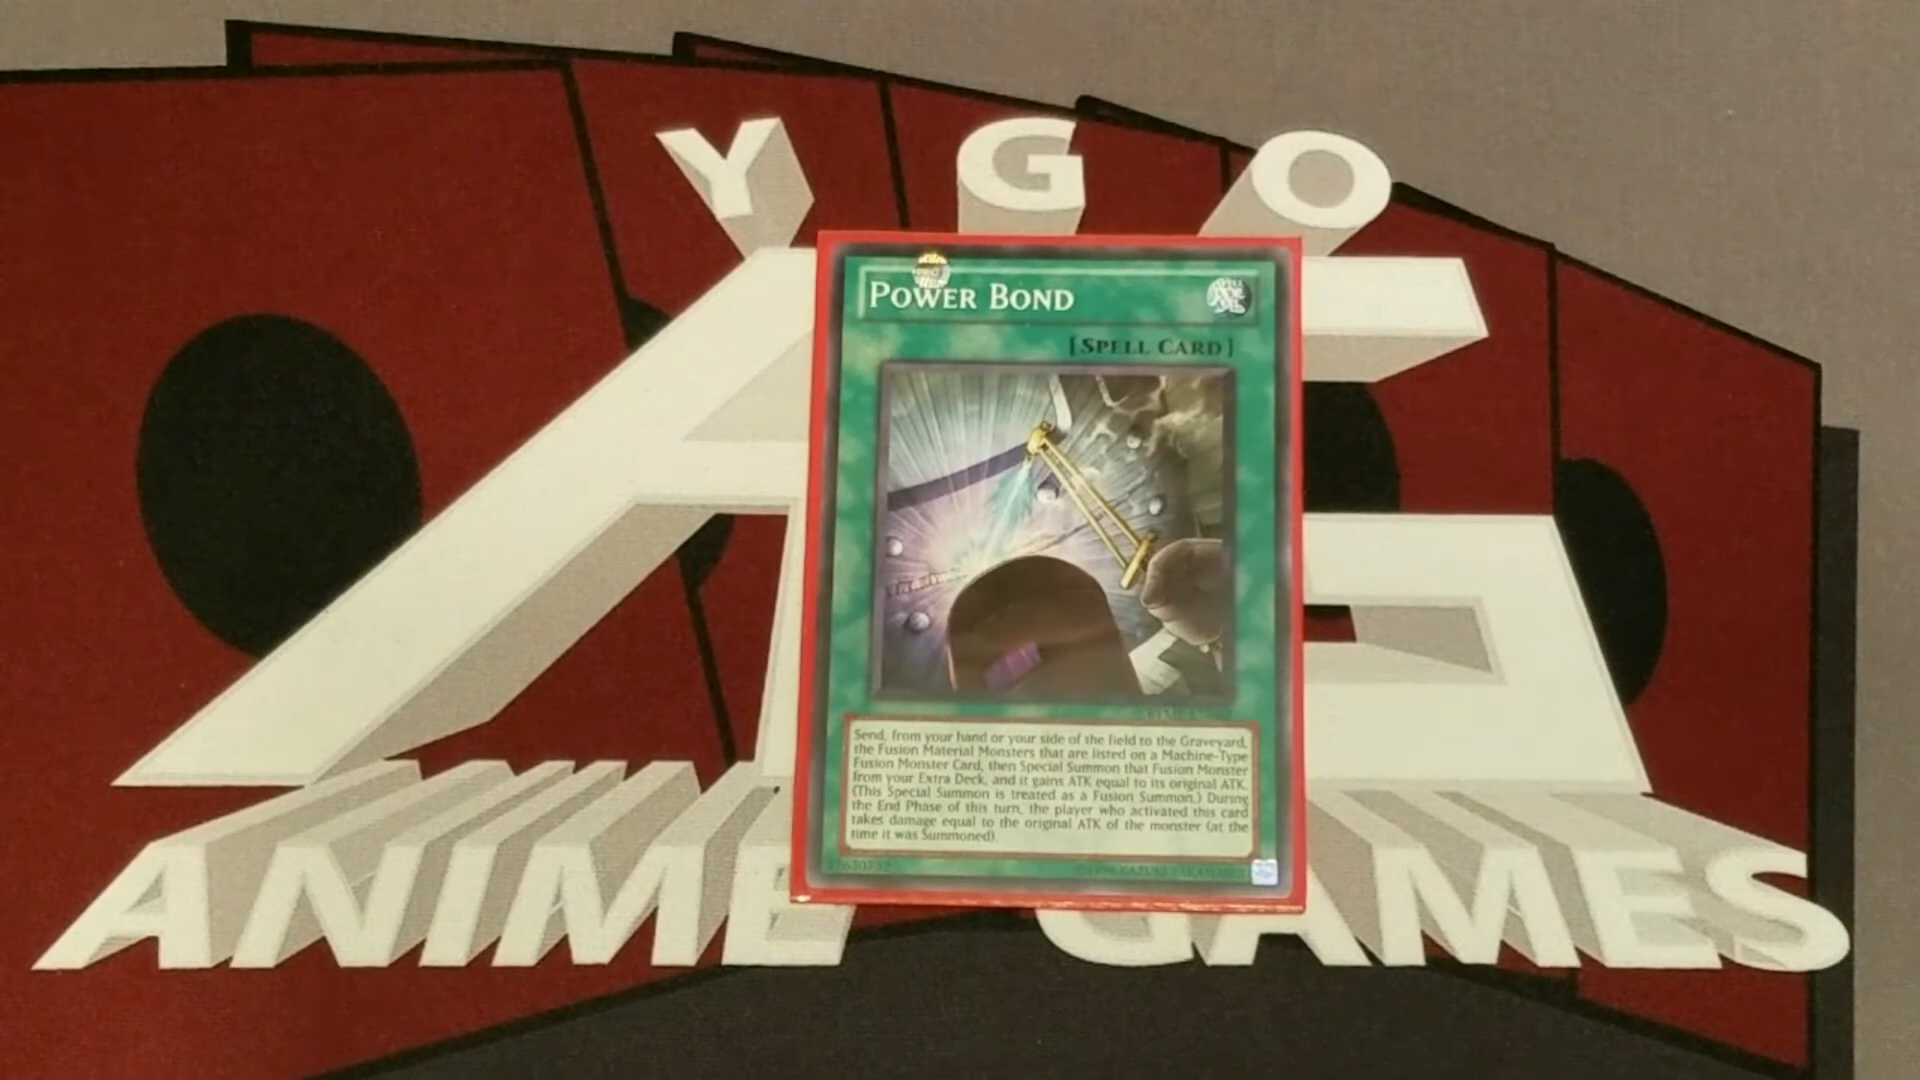 Y G O
POWER BOND
[SPELL CARD]
Send, from your hand or your side of the field to the Graveyard,
the Fusion Material Monsters that are listed on a Machine-Type
Fusion Monster Card, then Special Summon that Fusion Monster
from your Extra Deck, and it gains ATK equal to its original ATK.
(This Special Summon is treated as a Fusion Summon.) During
the End Phase of this turn, the player who activated this card
takes damage equal to the original ATK of the monster (at the
time it was Summoned).
©1996 KAZUKI TAKAHASHI
ANIME GAMES